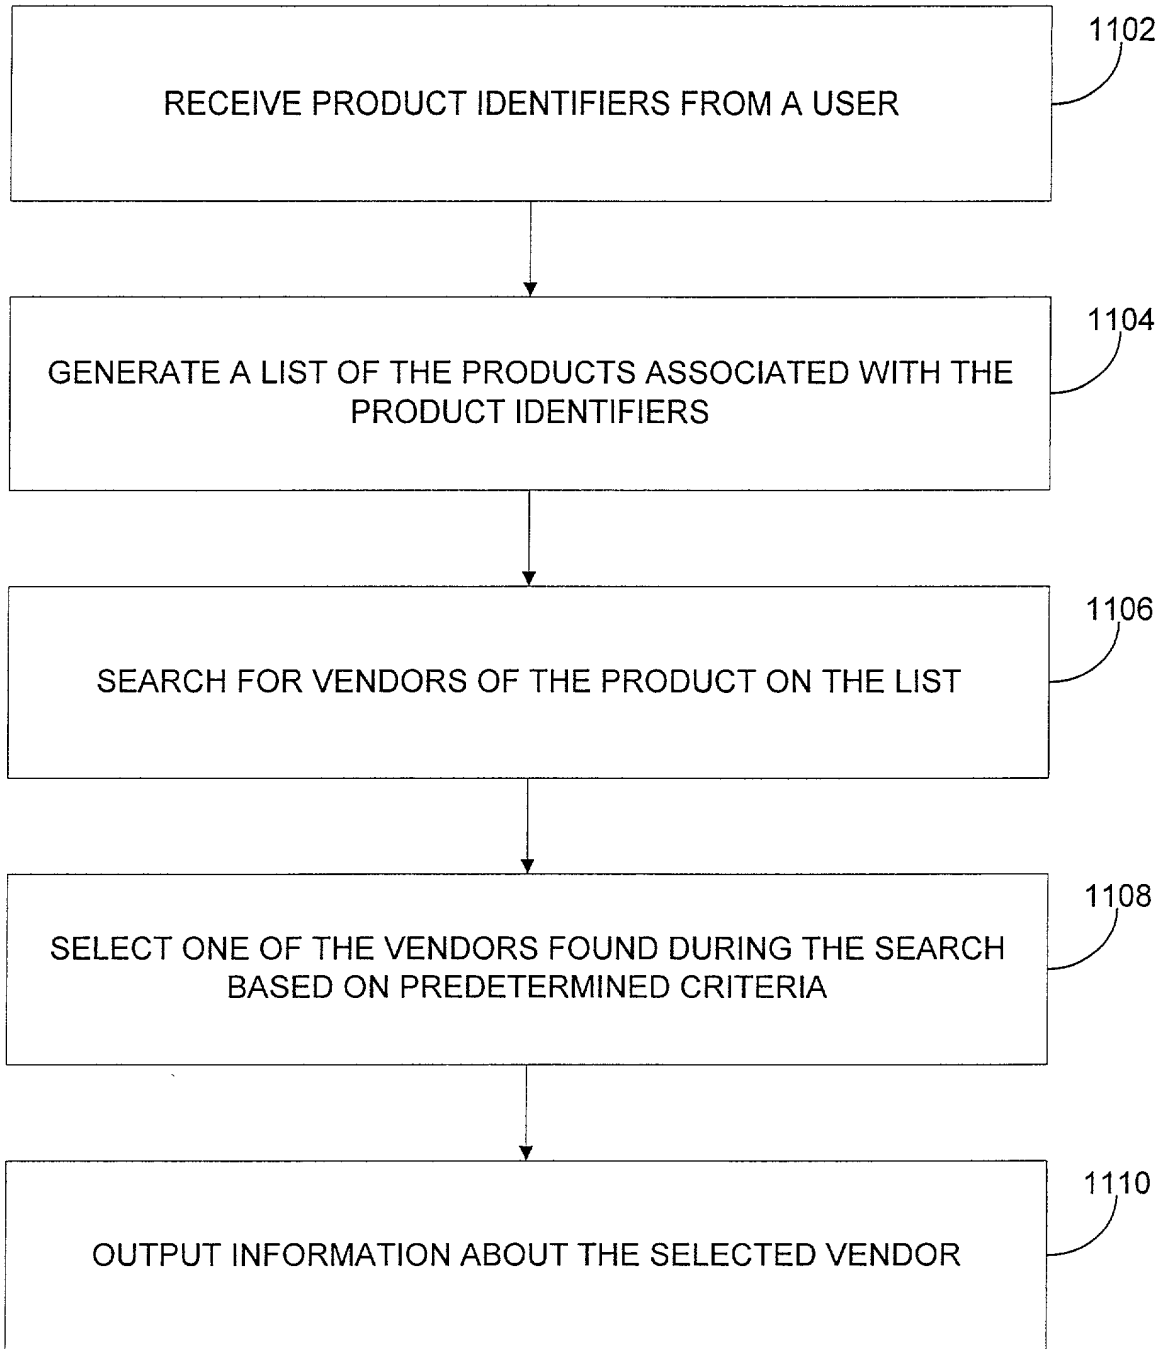 1102
RECEIVE PRODUCT IDENTIFIERS FROM A USER
1104
GENERATE A LIST OF THE PRODUCTS ASSOCIATED WITH THE
PRODUCT IDENTIFIERS
1106
SEARCH FOR VENDORS OF THE PRODUCT ON THE LIST
1108
SELECT ONE OF THE VENDORS FOUND DURING THE SEARCH
BASED ON PREDETERMINED CRITERIA
1110
OUTPUT INFORMATION ABOUT THE SELECTED VENDOR